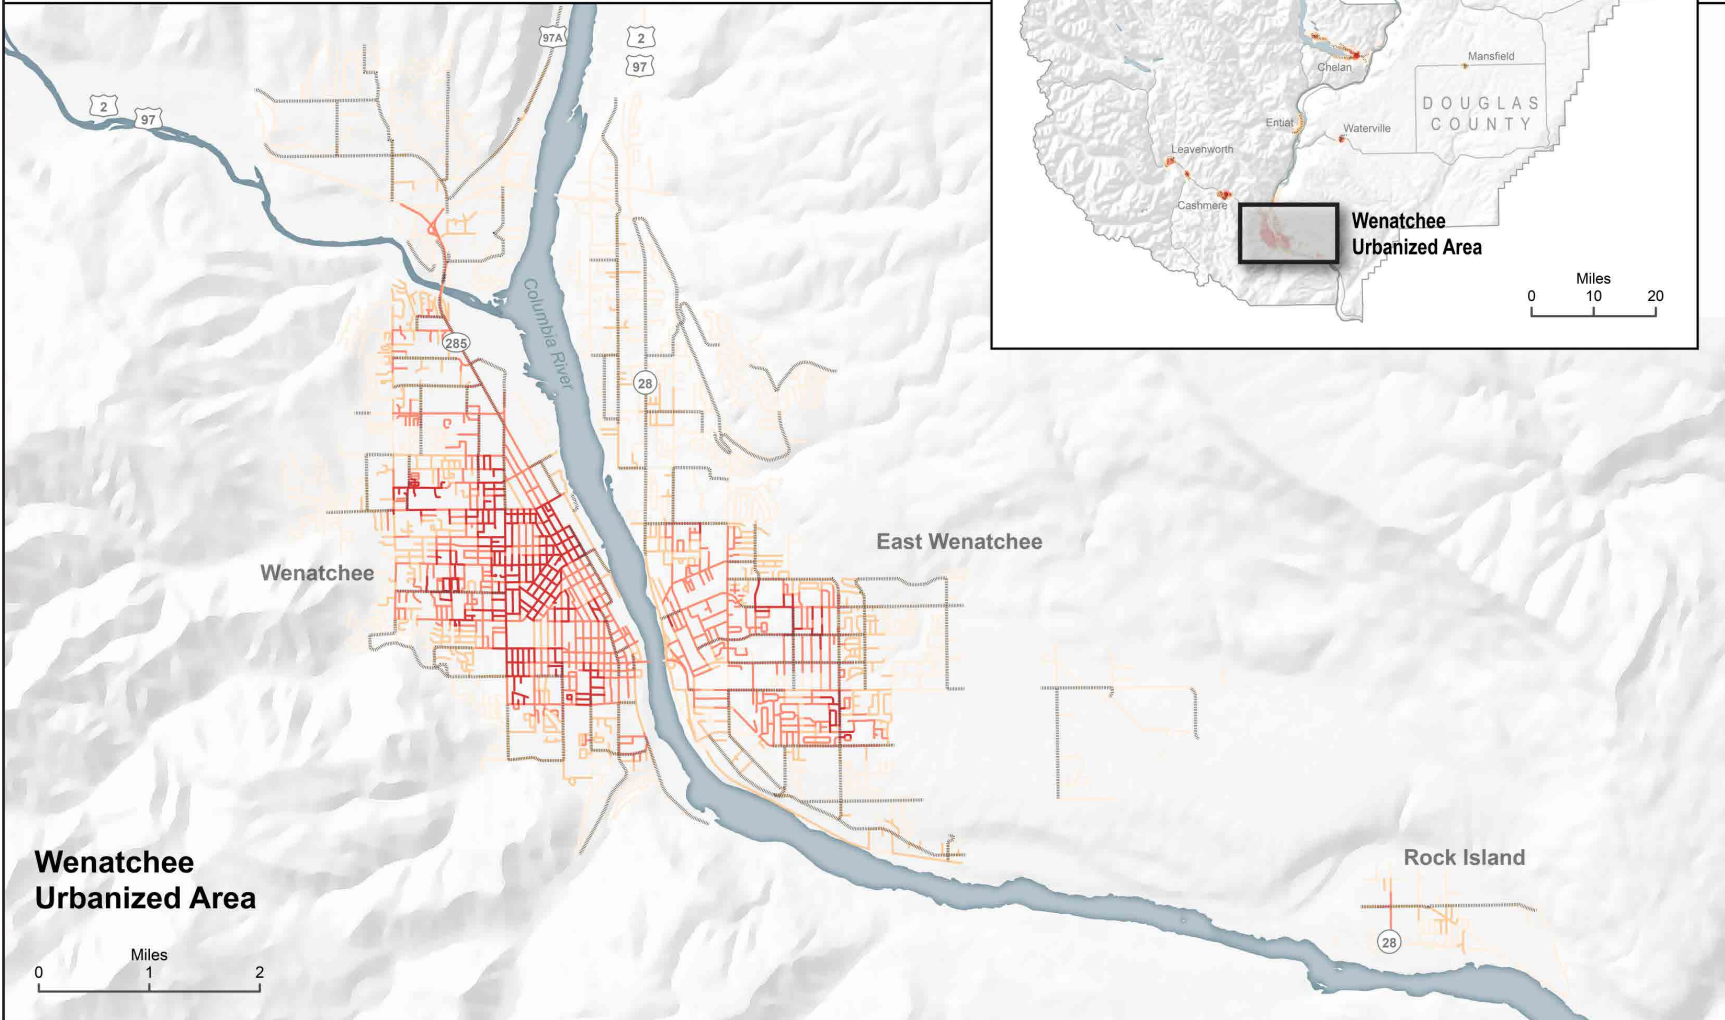 97A
2
97
2
97
Chelan
Mansfield
DOUGLAS
COUNTY
Entiat
Waterville
Leavenworth
Cashmere
Wenatchee
Urbanized Area
Miles
0 10 20
Columbia River
285
28
East Wenatchee
Wenatchee
Rock Island
28
Wenatchee
Urbanized Area
Miles
0 1 2